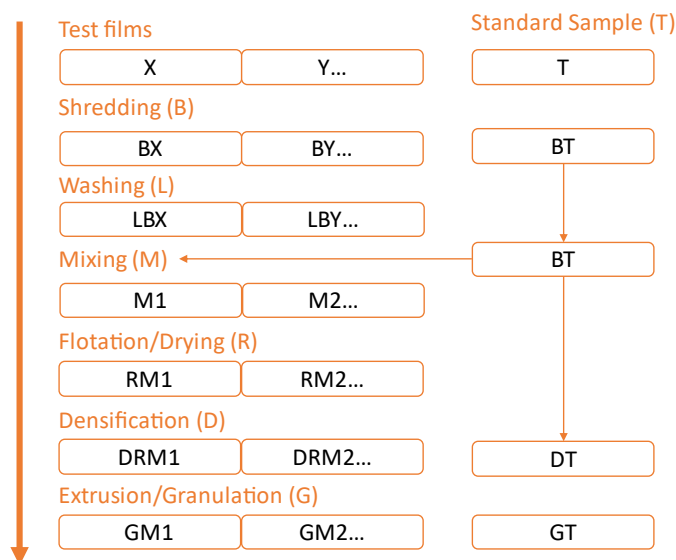 Test films
Standard Sample (T)
X
Y...
T
Shredding (B)
BX
BY...
BT
Washing (L)
LBX
LBY...
Mixing (M)
BT
M1
M2...
Flotation/Drying (R)
RM1
RM2...
Densification (D)
DRM1
DRM2...
DT
Extrusion/Granulation (G)
GM1
GM2...
GT